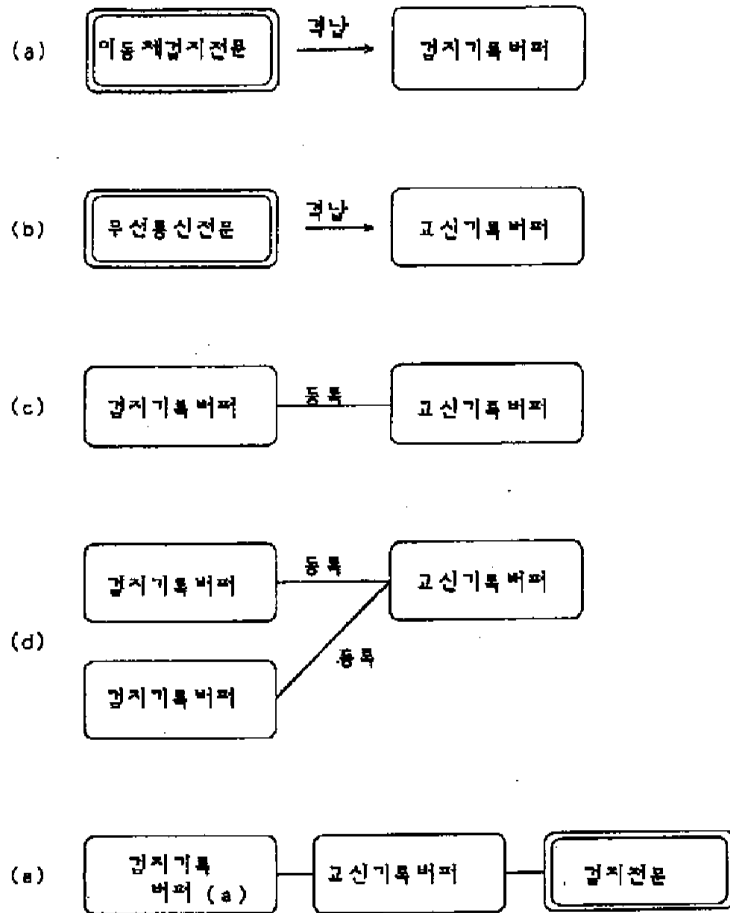 (a)
이동체검지전문
격납
검지기록버퍼
(b)
무선통신전문
격납
교신기록버퍼
(c)
검지기록버퍼
등록
교신기록버퍼
(d)
검지기록버퍼
등록
교신기록버퍼
등록
검지기록버퍼
(e)
검지기록
버퍼 (a)
교신기록버퍼
검지전문